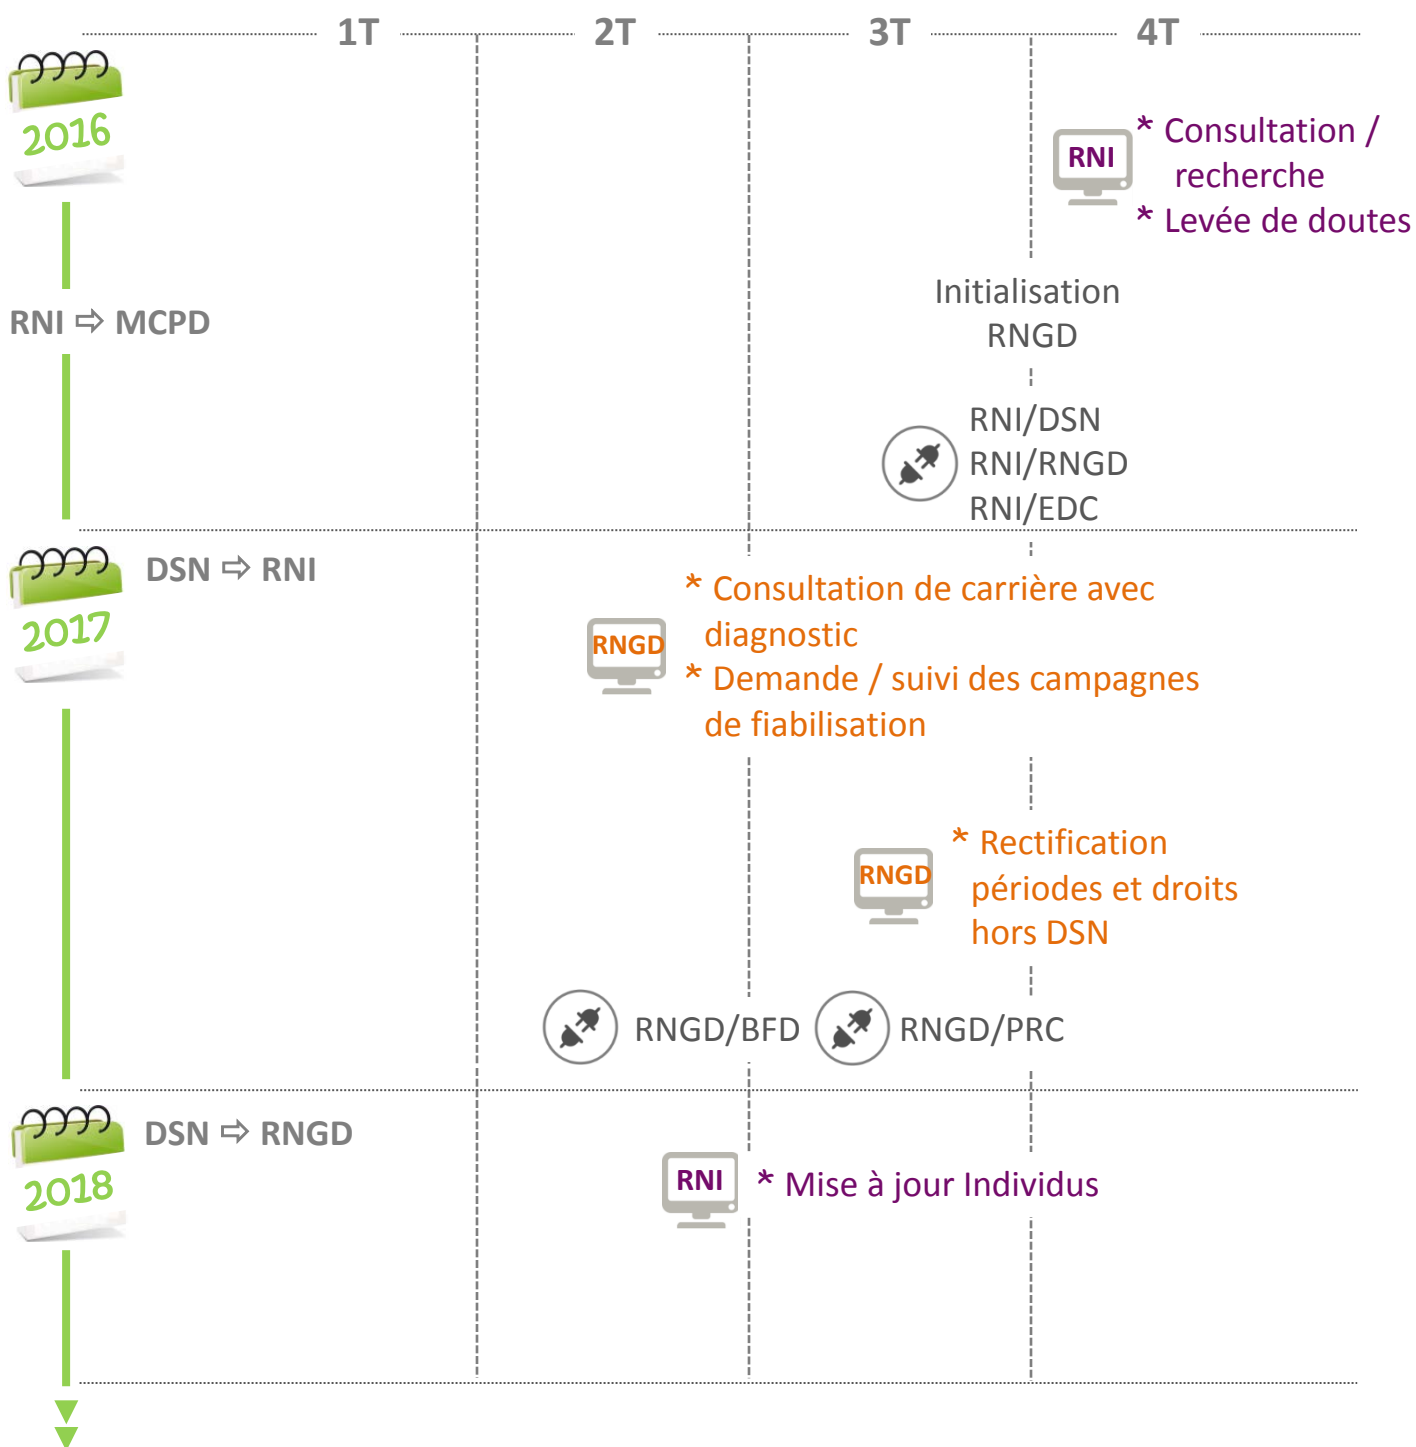 1T 2T 3T 4T
2016
RNI
* Consultation /
recherche
* Levée de doutes
RNI ⇨ MCPD
Initialisation
RNGD
RNI/DSN
RNI/RNGD
RNI/EDC
2017
DSN ⇨ RNI
RNGD
* Consultation de carrière avec
diagnostic
* Demande / suivi des campagnes
de fiabilisation
RNGD
* Rectification
périodes et droits
hors DSN
RNGD/BFD RNGD/PRC
2018
DSN ⇨ RNGD
RNI
* Mise à jour Individus